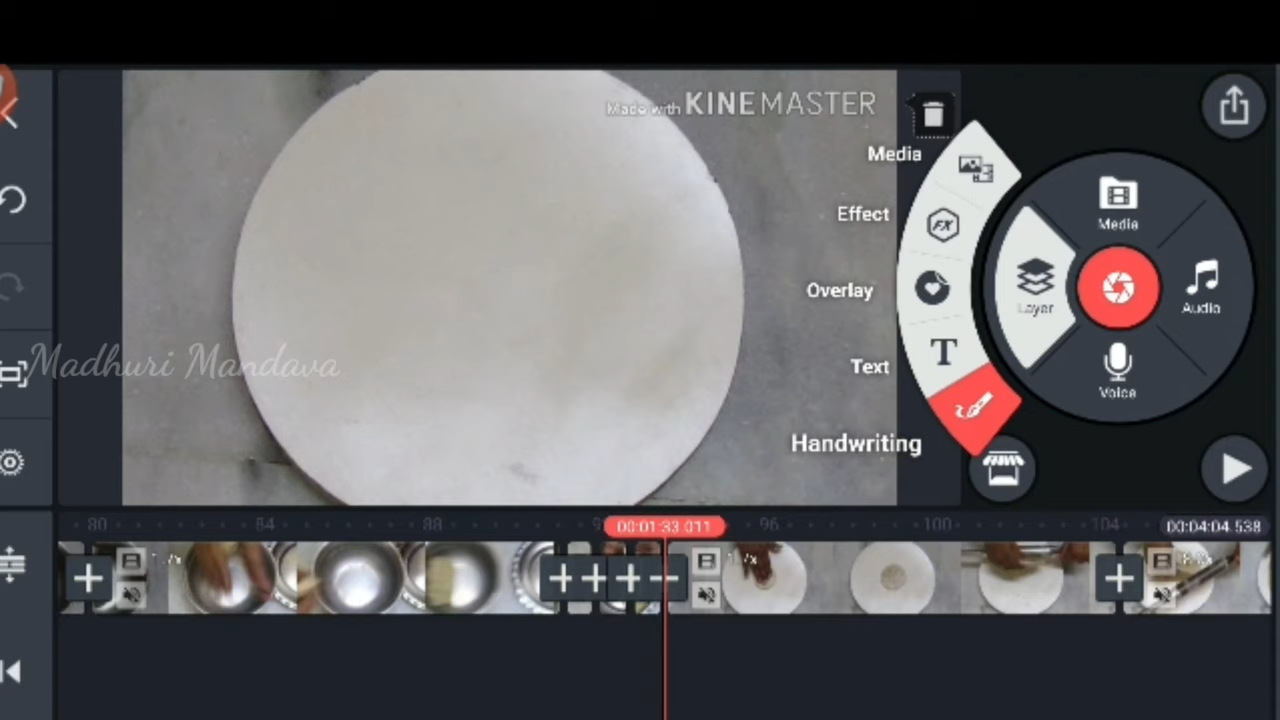 Made with KINEMASTER
Media
Effect
Overlay
Text
Handwriting
Media
Layer
Audio
Voice
Madhuri Mandava
80 84 88 96 100 104
00:01:33.011
00:04:04.538